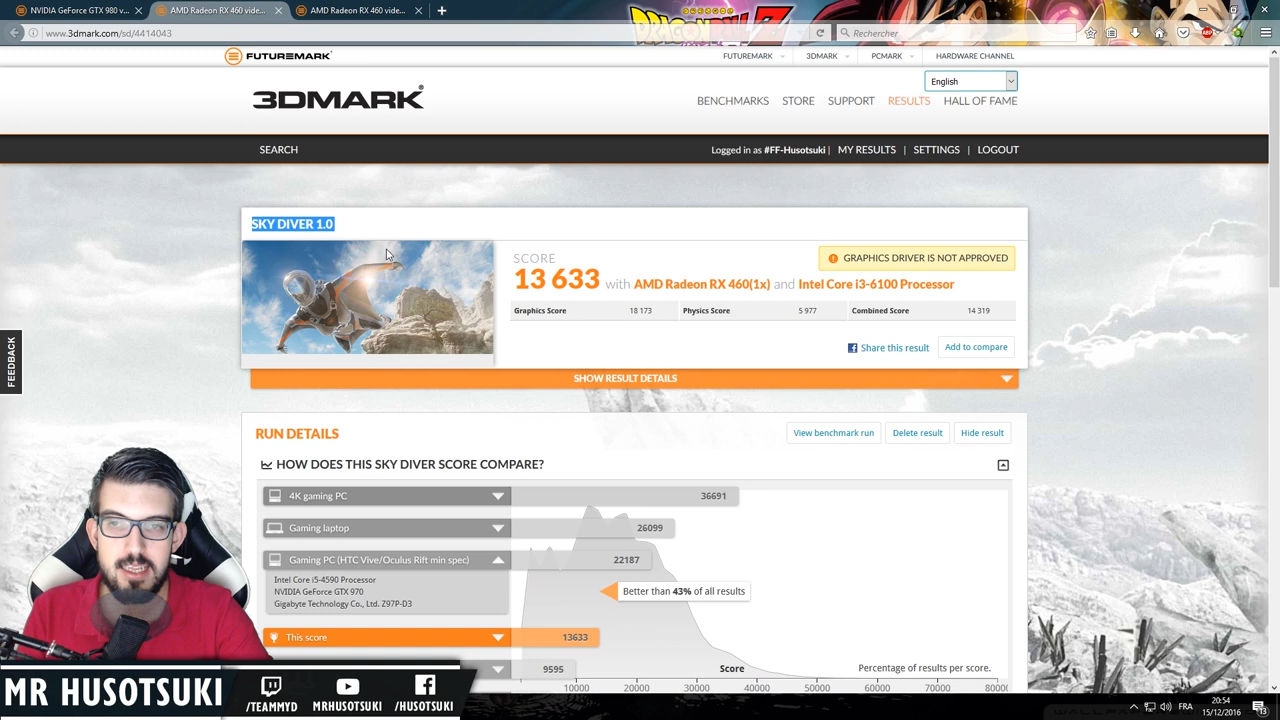 NVIDIA GeForce GTX 980 v...
AMD Radeon RX 460 vide...
AMD Radeon RX 460 vide...
www.3dmark.com/sd/4414043
Rechercher
ABP
FUTUREMARK
FUTUREMARK
3DMARK
PCMARK
HARDWARE CHANNEL
English
3DMARK®
BENCHMARKS
STORE
SUPPORT
RESULTS
HALL OF FAME
SEARCH
Logged in as #FF-Husotsuki | MY RESULTS | SETTINGS | LOGOUT
SKY DIVER 1.0
SCORE
GRAPHICS DRIVER IS NOT APPROVED
13 633 with AMD Radeon RX 460(1x) and Intel Core i3-6100 Processor
Graphics Score 18 173
Physics Score 5 977
Combined Score 14 319
Share this result
Add to compare
SHOW RESULT DETAILS
FEEDBACK
RUN DETAILS
View benchmark run
Delete result
Hide result
HOW DOES THIS SKY DIVER SCORE COMPARE?
4K gaming PC 36691
Gaming laptop 26099
Gaming PC (HTC Vive/Oculus Rift min spec) 22187
Intel Core i5-4590 Processor
NVIDIA GeForce GTX 970
Gigabyte Technology Co., Ltd. Z97P-D3
Better than 43% of all results
This score 13633
9595
Score
Percentage of results per score.
10000 20000 30000 40000 50000 60000 70000 80000
MR HUSOTSUKI
/TEAMMYD
MRHUSOTSUKI
/HUSOTSUKI
FR
20:54
15/12/2016
13